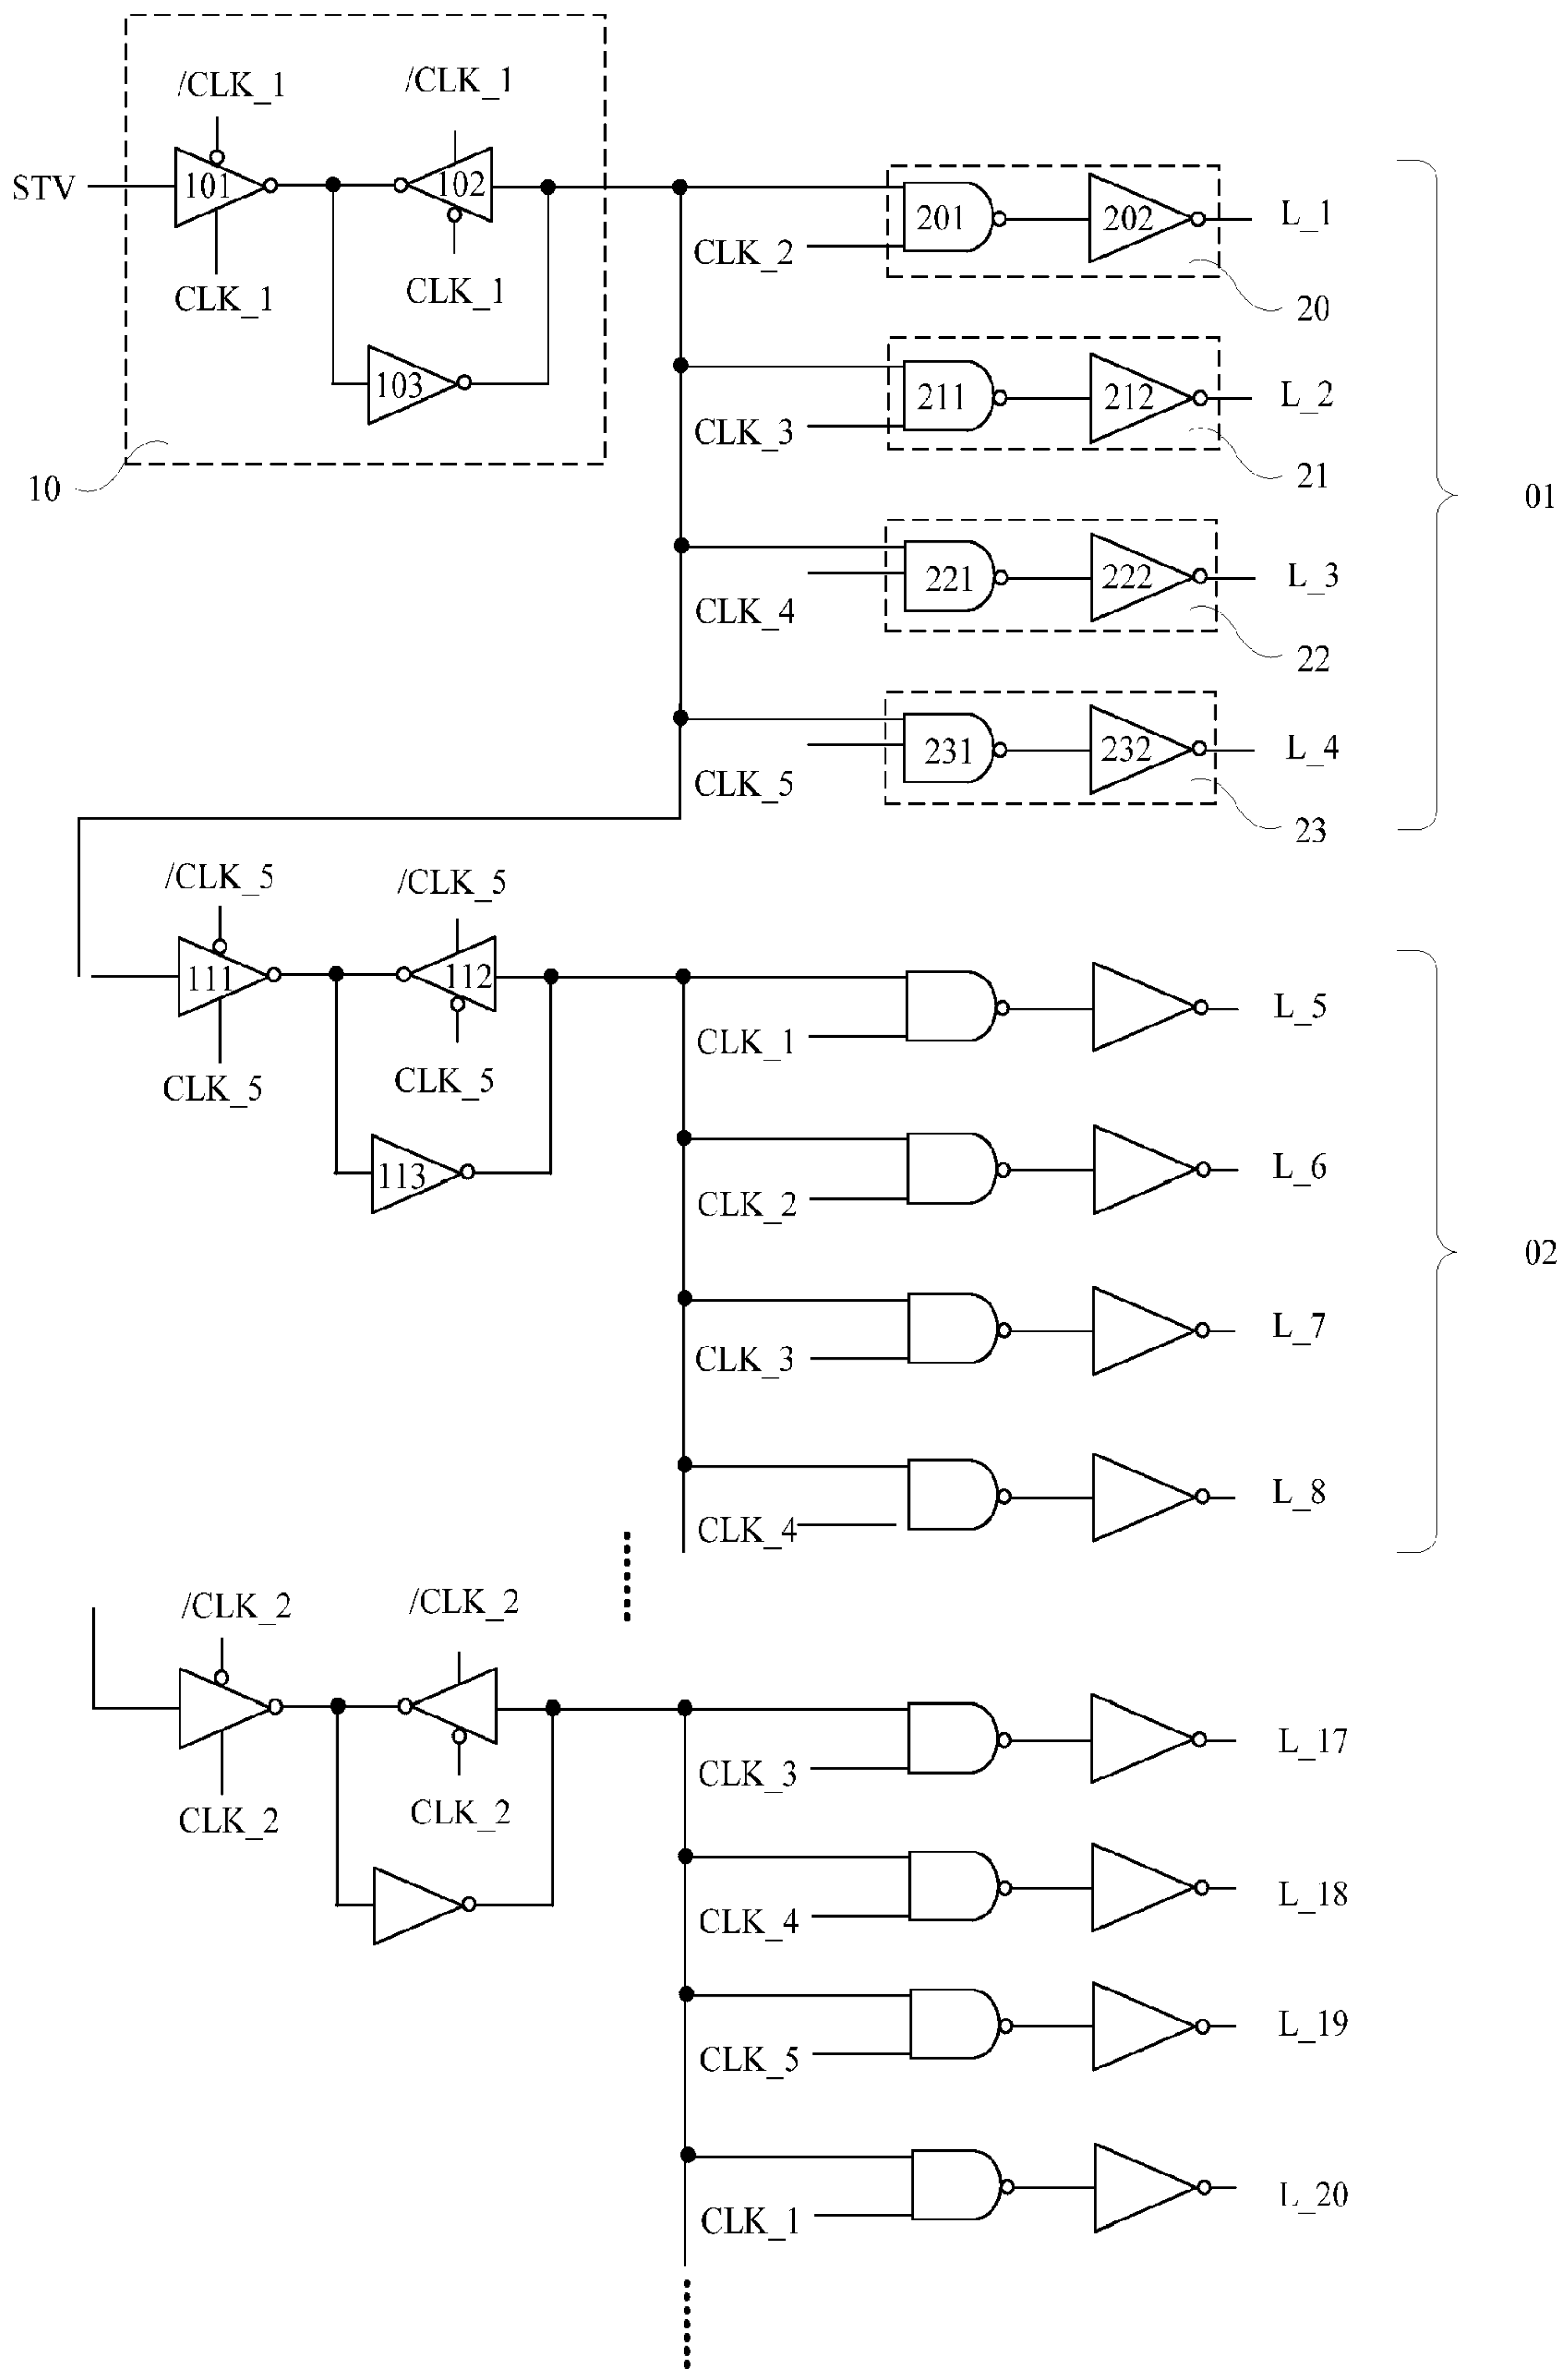 /CLK_1
/CLK_1
STV
101
102
201
202
L_1
CLK_2
CLK_1
CLK_1
20
103
211
212
L_2
CLK_3
21
10
01
221
222
L_3
CLK_4
22
231
232
L_4
CLK_5
23
/CLK_5
/CLK_5
111
112
L_5
CLK_1
CLK_5
CLK_5
113
L_6
CLK_2
02
L_7
CLK_3
L_8
CLK_4
/CLK_2
/CLK_2
L_17
CLK_3
CLK_2
CLK_2
L_18
CLK_4
L_19
CLK_5
L_20
CLK_1